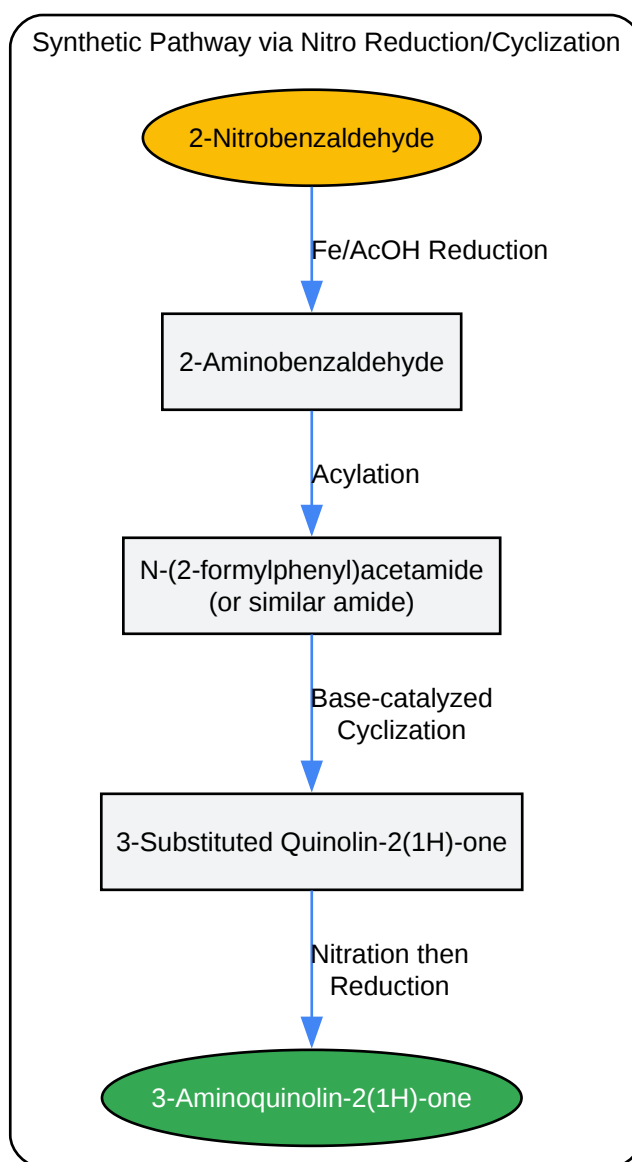 Synthetic Pathway via Nitro Reduction/Cyclization
2-Nitrobenzaldehyde
Fe/AcOH Reduction
2-Aminobenzaldehyde
Acylation
N-(2-formylphenyl)acetamide
(or similar amide)
Base-catalyzed
Cyclization
3-Substituted Quinolin-2(1H)-one
Nitration then
Reduction
3-Aminoquinolin-2(1H)-one